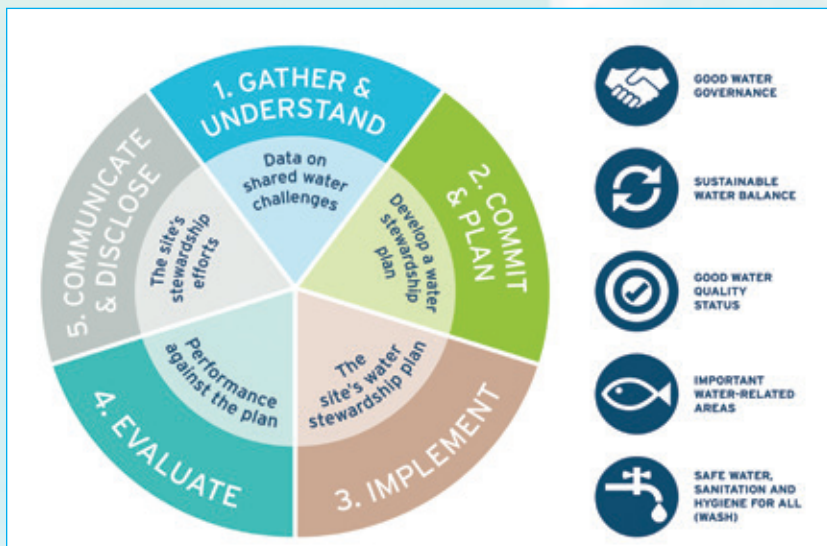 1. GATHER &
UNDERSTAND
Data on
shared water
challenges
2. COMMIT
& PLAN
Develop a water
stewardship
plan
3. IMPLEMENT
The
site's water
stewardship plan
4. EVALUATE
Performance
against the plan
5. COMMUNICATE
& DISCLOSE
The site's
stewardship
efforts
GOOD WATER
GOVERNANCE
SUSTAINABLE
WATER BALANCE
GOOD WATER
QUALITY
STATUS
IMPORTANT
WATER-RELATED
AREAS
SAFE WATER,
SANITATION AND
HYGIENE FOR ALL
(WASH)